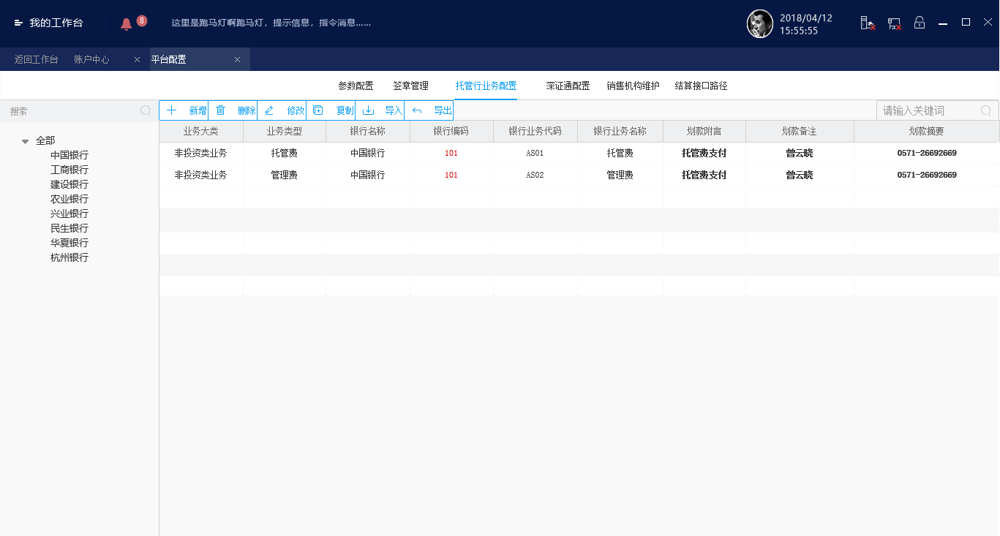 我的工作台
8
这里是跑马灯啊跑马灯，提示信息，指令消息……
2018/04/12
15:55:55
返回工作台 账户中心 平台配置
参数配置 签章管理 托管行业务配置 深证通配置 销售机构维护 结算接口路径
搜索
新增 删除 修改 复制 导入 导出
请输入关键词
全部
中国银行
工商银行
建设银行
农业银行
兴业银行
民生银行
华夏银行
杭州银行
业务大类 业务类型 银行名称 银行编码 银行业务代码 银行业务名称 划款附言 划款备注 划款摘要
非投资类业务 托管费 中国银行 101 AS01 托管费 托管费支付 曾云晓 0571-26692669
非投资类业务 管理费 中国银行 101 AS02 管理费 托管费支付 曾云晓 0571-26692669